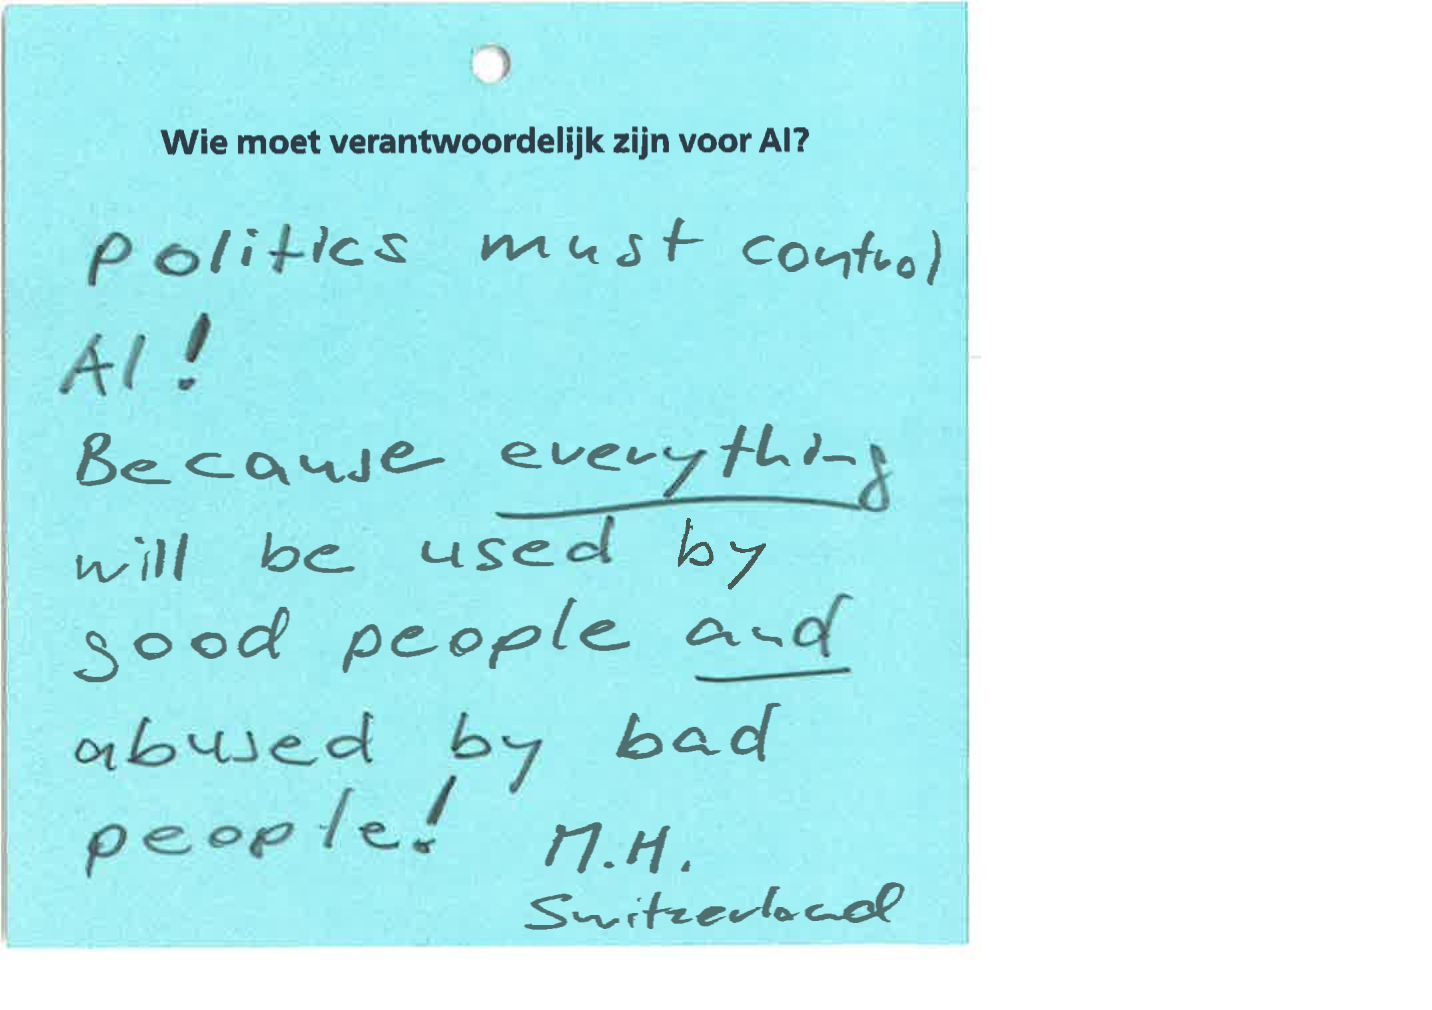 Wie moet verantwoordelijk zijn voor AI?
politics must control
AI!
Because everything
will be used by
good people and
abused by bad
people! M.H.
Switzerland